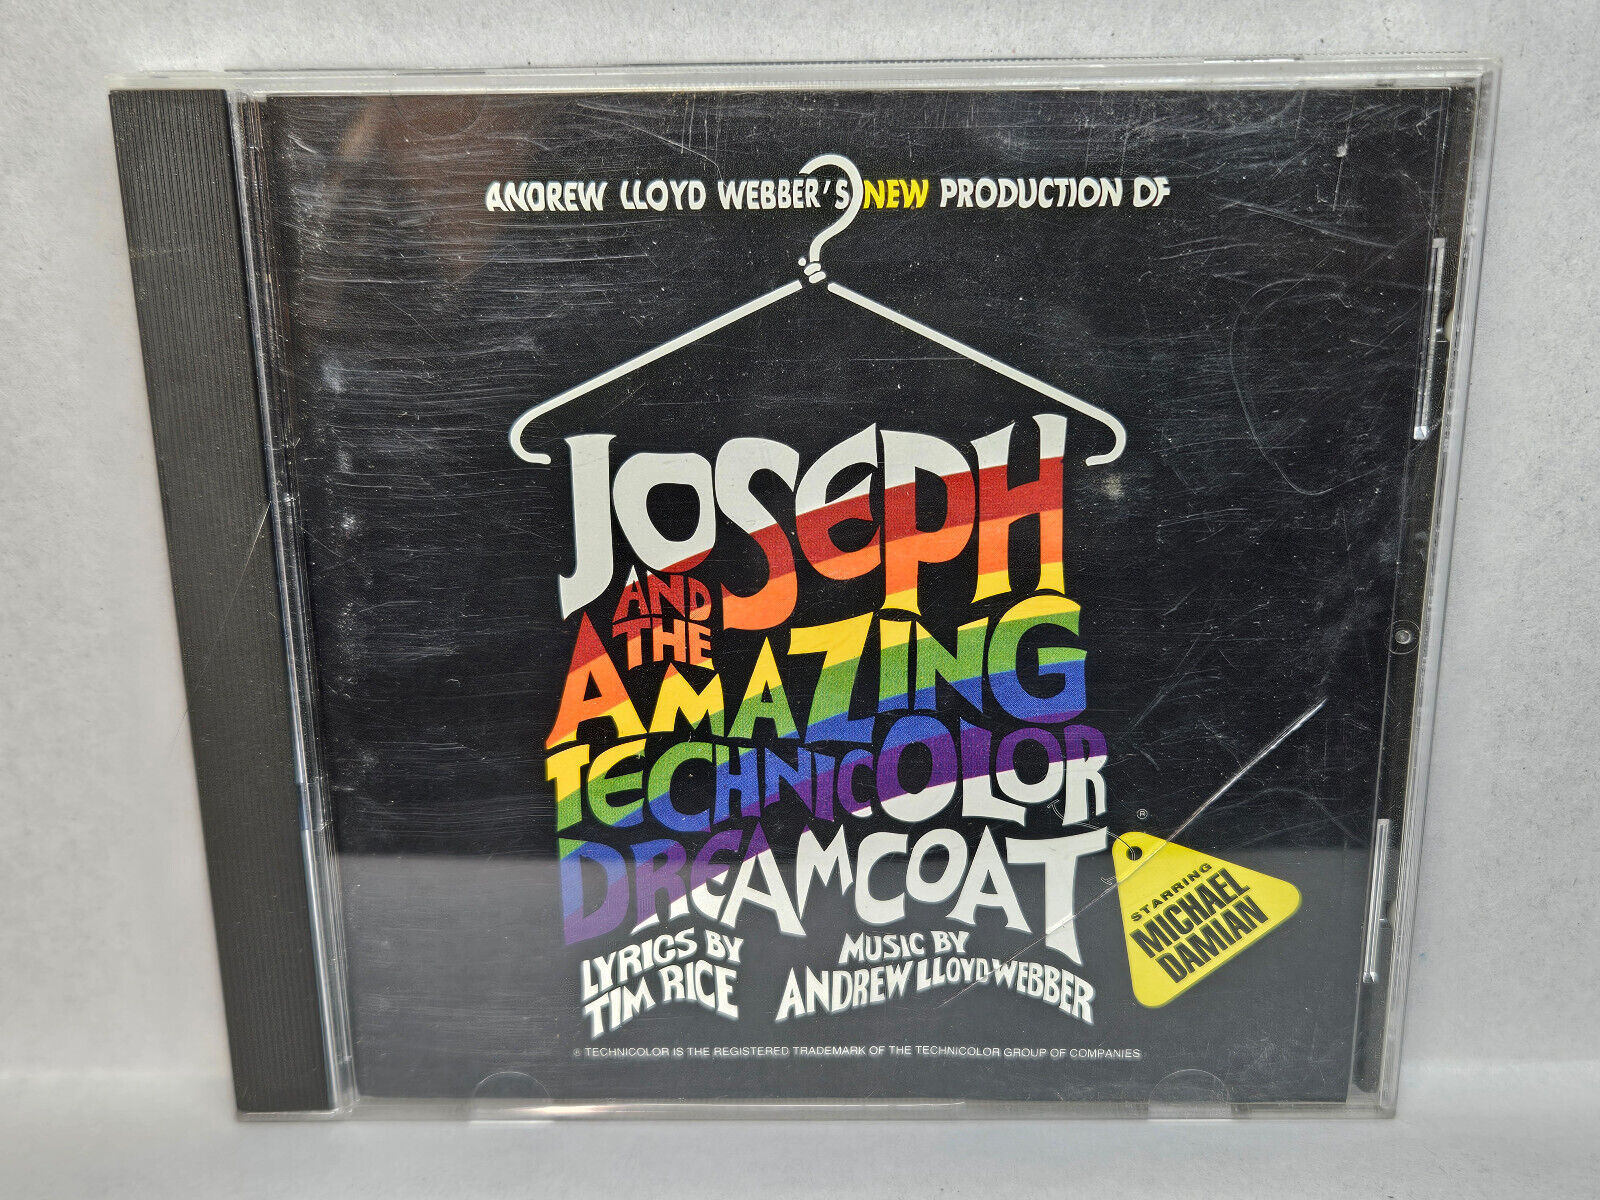 ANDREW LLOYD WEBBER'S NEW PRODUCTION OF
JOSEPH
AND
THE
AMAZING
TECHNICOLOR
®
DREAMCOAT
STARRING
MICHAEL
DAMIAN
LYRICS BY
TIM RICE
MUSIC BY
ANDREW LLOYD WEBBER
® TECHNICOLOR IS THE REGISTERED TRADEMARK OF THE TECHNICOLOR GROUP OF COMPANIES